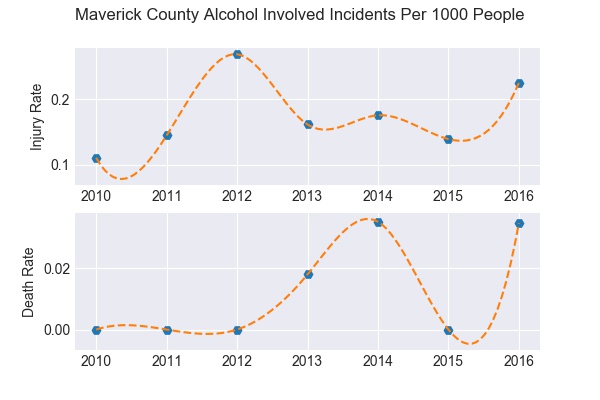 Maverick County Alcohol Involved Incidents Per 1000 People
Injury Rate
0.2
0.1
2010 2011 2012 2013 2014 2015 2016
Death Rate
0.02
0.00
2010 2011 2012 2013 2014 2015 2016